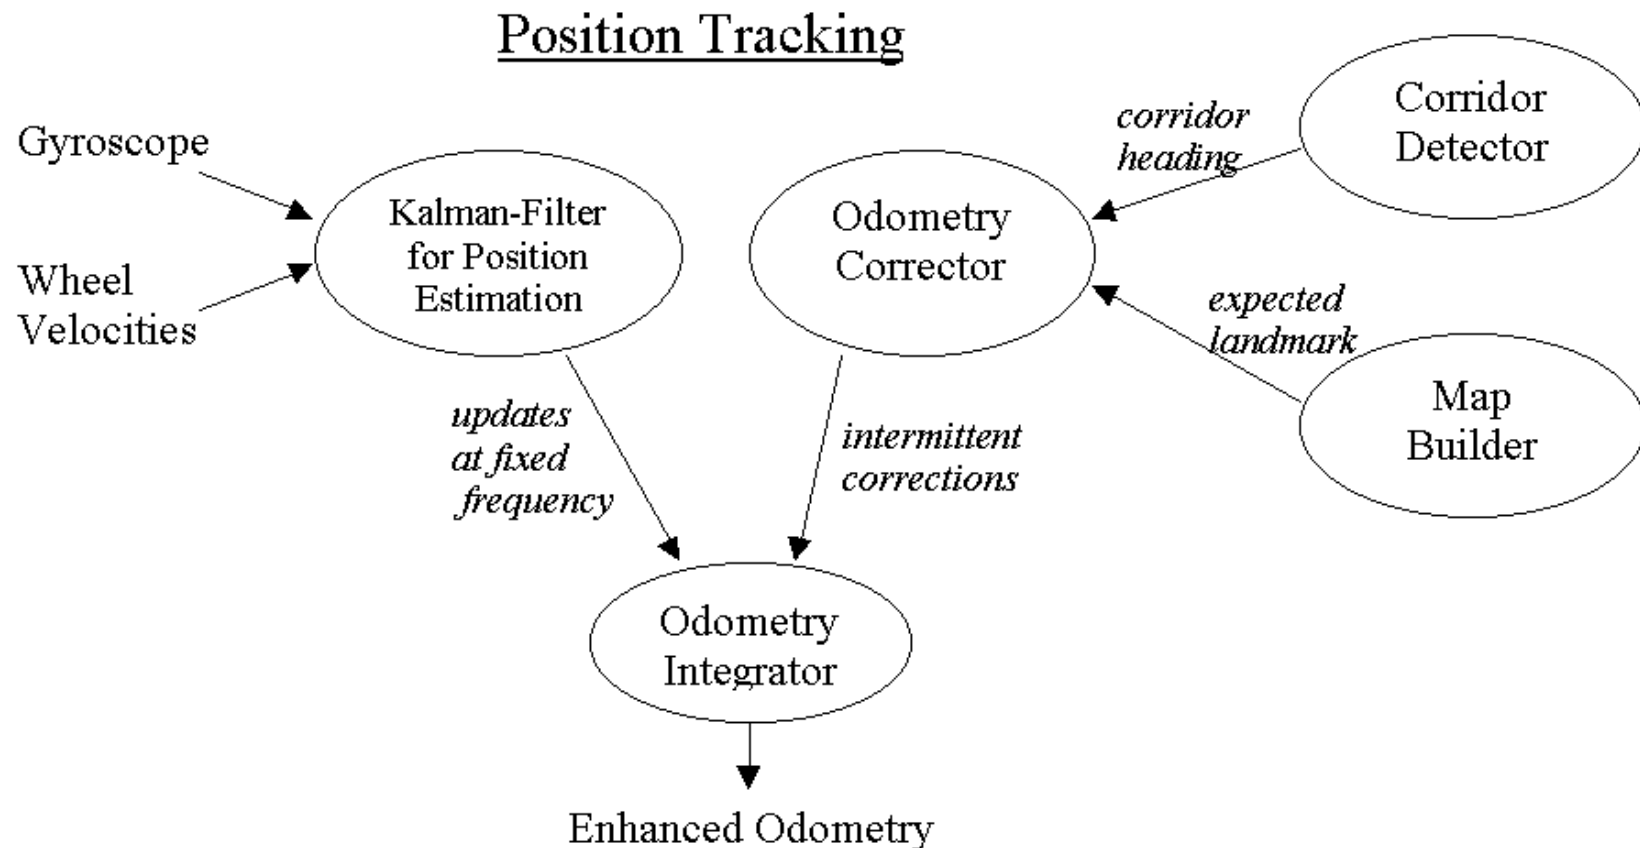 Position Tracking
Gyroscope
Wheel
Velocities
Kalman-Filter
for Position
Estimation
Odometry
Corrector
corridor
heading
Corridor
Detector
expected
landmark
Map
Builder
updates
at fixed
frequency
intermittent
corrections
Odometry
Integrator
Enhanced Odometry